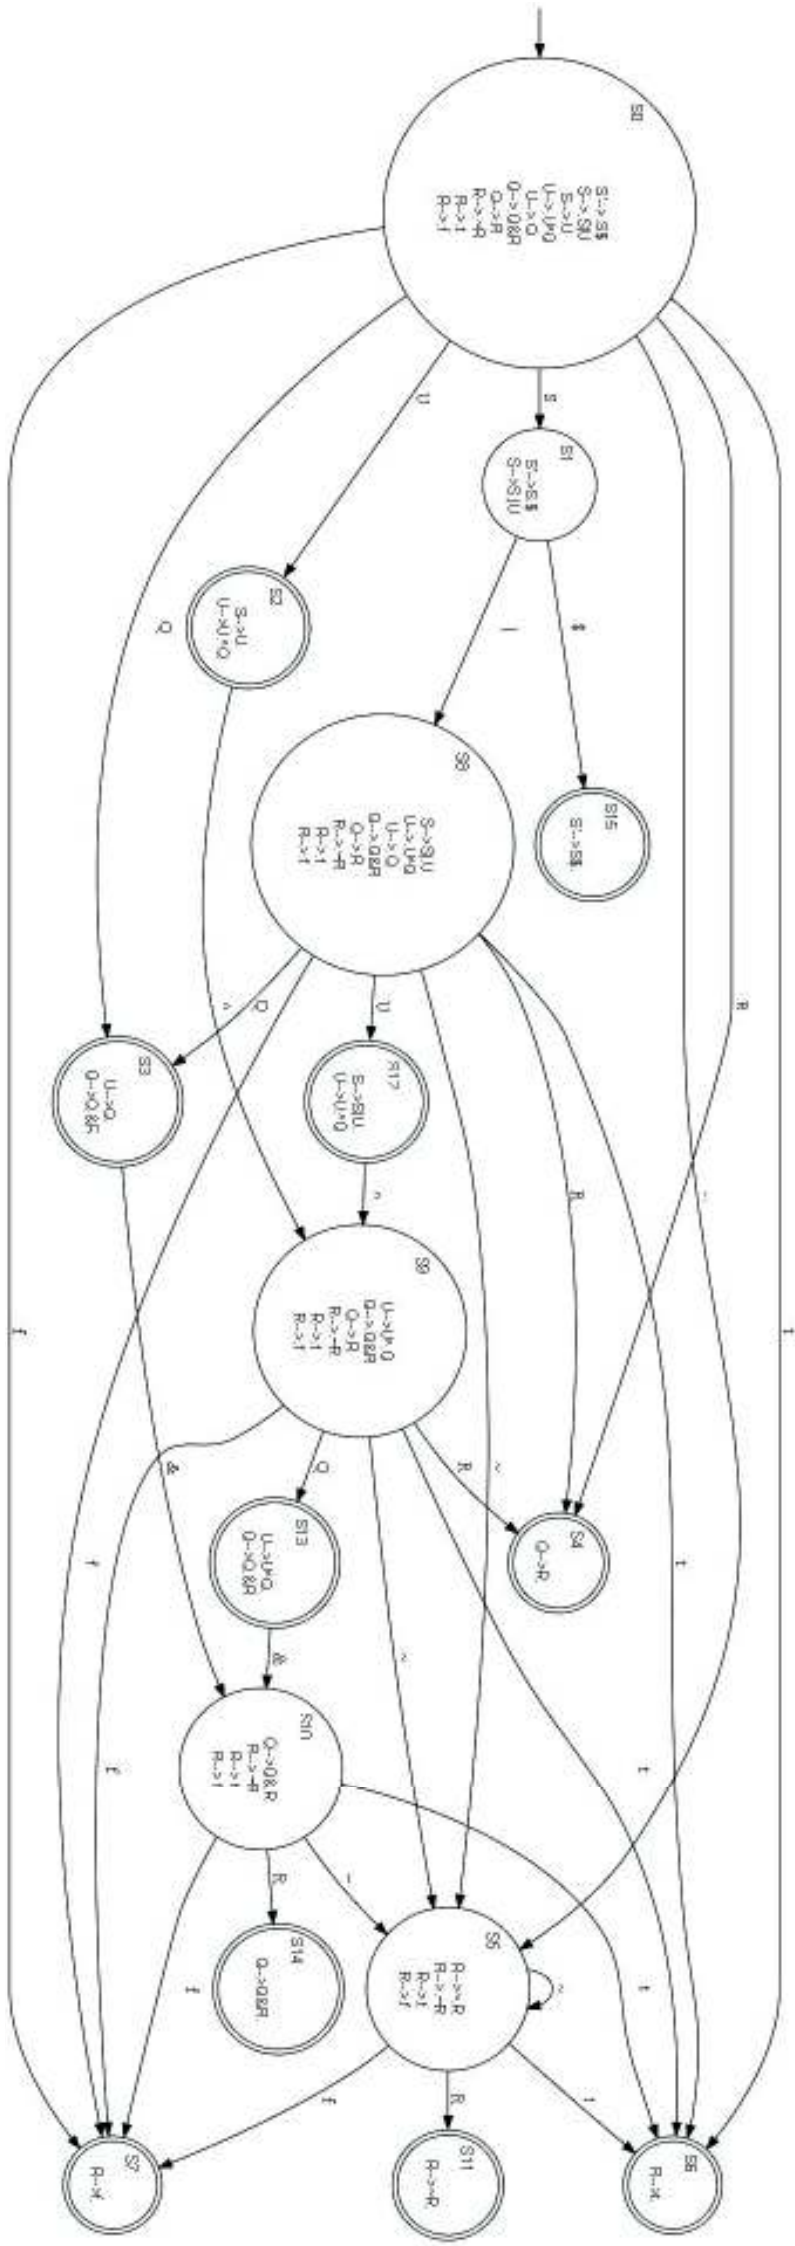 S0
S'-->.S$
S-->.S|U
S-->.U
U-->.U^Q
U-->.Q
Q-->.Q&R
Q-->.R
R-->.~R
R-->.t
R-->.f
S
U
S1
S'-->S.$
S-->S.|U
S2
S-->U.
U-->U.^Q
Q
|
$
S8
S-->S|.U
U-->.U^Q
U-->.Q
Q-->.Q&R
Q-->.R
R-->.~R
R-->.t
R-->.f
S15
S'-->S$.
R
^
Q
U
S3
U-->Q.
Q-->Q.&R
S17
S-->S|U.
U-->U.^Q
^
R
~
S9
U-->U^.Q
Q-->.Q&R
Q-->.R
R-->.~R
R-->.t
R-->.f
f
t
&
Q
R
~
f
t
S13
U-->U^Q.
Q-->Q.&R
S4
Q-->R.
&
~
S10
Q-->Q&.R
R-->.~R
R-->.t
R-->.f
f
t
R
~
S14
Q-->Q&R.
S5
R-->~.R
R-->.~R
R-->.t
R-->.f
~
f
t
f
R
t
S7
R-->f.
S11
R-->~R.
S6
R-->t.